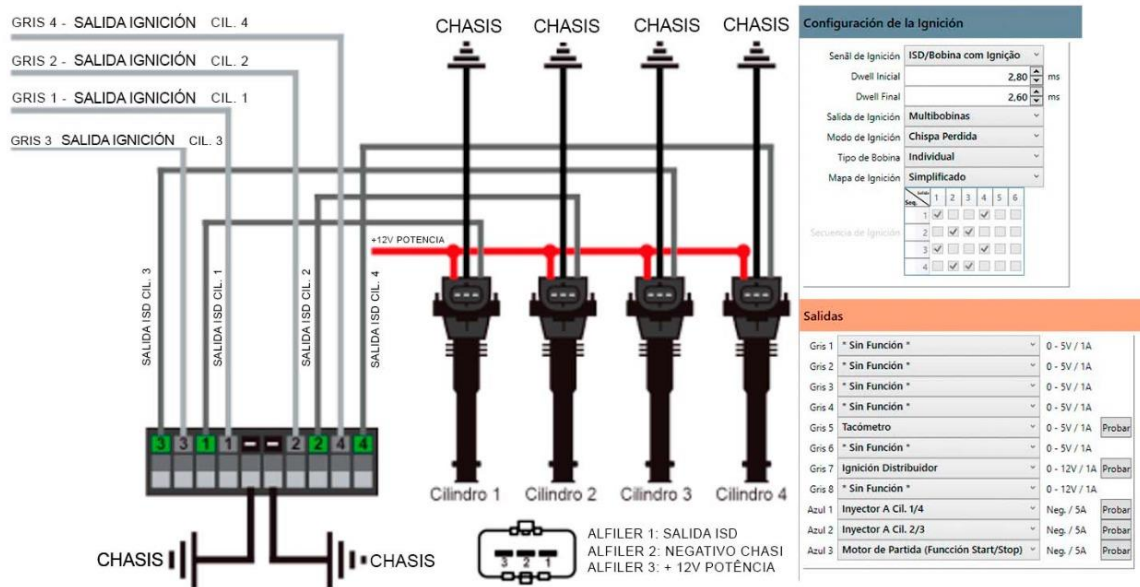 GRIS 4 - SALIDA IGNICIÓN CIL. 4
GRIS 2 - SALIDA IGNICIÓN CIL. 2
GRIS 1 - SALIDA IGNICIÓN CIL. 1
GRIS 3 SALIDA IGNICIÓN CIL. 3
CHASIS CHASIS CHASIS CHASIS
+12V POTENCIA
SALIDA ISD CIL. 3
SALIDA ISD CIL. 1
SALIDA ISD CIL. 2
SALIDA ISD CIL. 4
3 3 1 1 - - 2 2 4 4
CHASIS CHASIS
Cilindro 1 Cilindro 2 Cilindro 3 Cilindro 4
3 2 1
ALFILER 1: SALIDA ISD
ALFILER 2: NEGATIVO CHASI
ALFILER 3: + 12V POTÊNCIA
Configuración de la Ignición
Senãl de Ignición ISD/Bobina com Ignição
Dwell Inicial 2,80 ms
Dwell Final 2,60 ms
Salida de Ignición Multibobinas
Modo de Ignición Chispa Perdida
Tipo de Bobina Individual
Mapa de Ignición Simplificado
Secuencia de Ignición
Seq. Salida 1 2 3 4 5 6
1
2
3
4
Salidas
Gris 1 * Sin Función * 0 - 5V / 1A
Gris 2 * Sin Función * 0 - 5V / 1A
Gris 3 * Sin Función * 0 - 5V / 1A
Gris 4 * Sin Función * 0 - 5V / 1A
Gris 5 Tacómetro 0 - 5V / 1A Probar
Gris 6 * Sin Función * 0 - 5V / 1A
Gris 7 Ignición Distribuidor 0 - 12V / 1A Probar
Gris 8 * Sin Función * 0 - 12V / 1A
Azul 1 Inyector A Cil. 1/4 Neg. / 5A Probar
Azul 2 Inyector A Cil. 2/3 Neg. / 5A Probar
Azul 3 Motor de Partida (Funcción Start/Stop) Neg. / 5A Probar